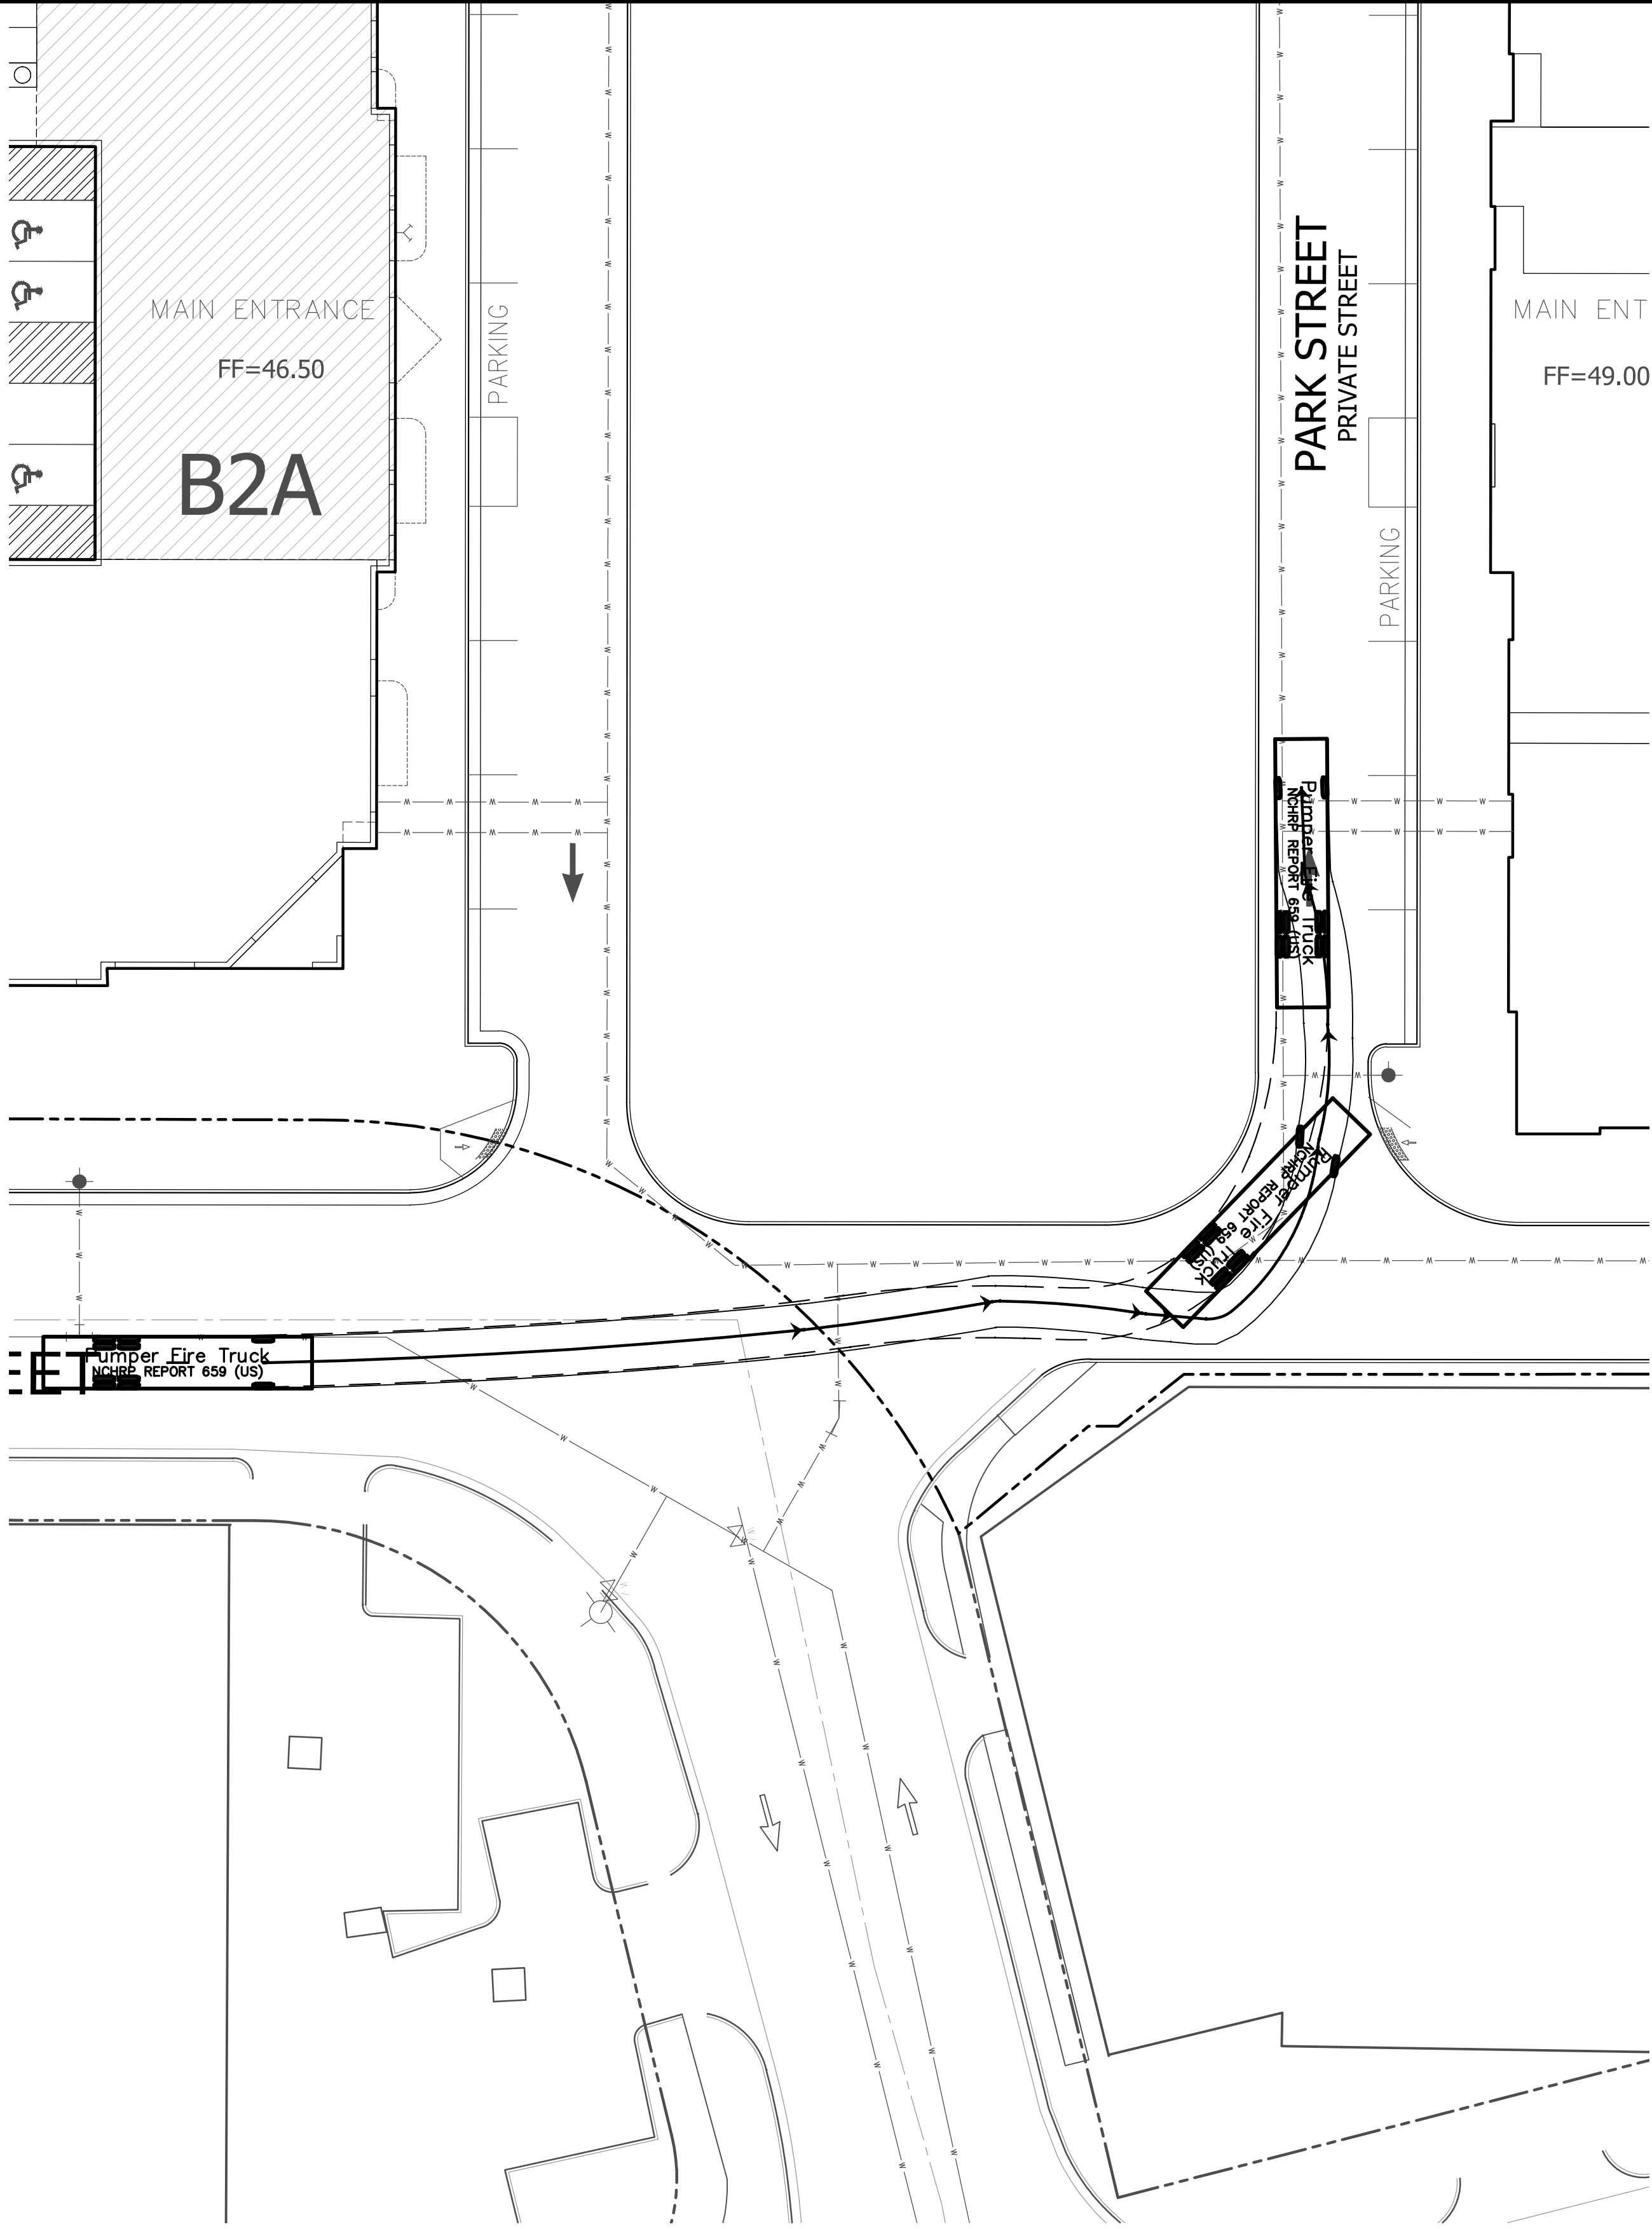 MAIN ENTRANCE
FF=46.50
B2A
PARKING
PARK STREET
PRIVATE STREET
PARKING
MAIN ENT
FF=49.00
Pumper Fire Truck
NCHRP REPORT 659 (US)
Pumper Fire Truck
NCHRP REPORT 659 (US)
Pumper Fire Truck
NCHRP REPORT 659 (US)